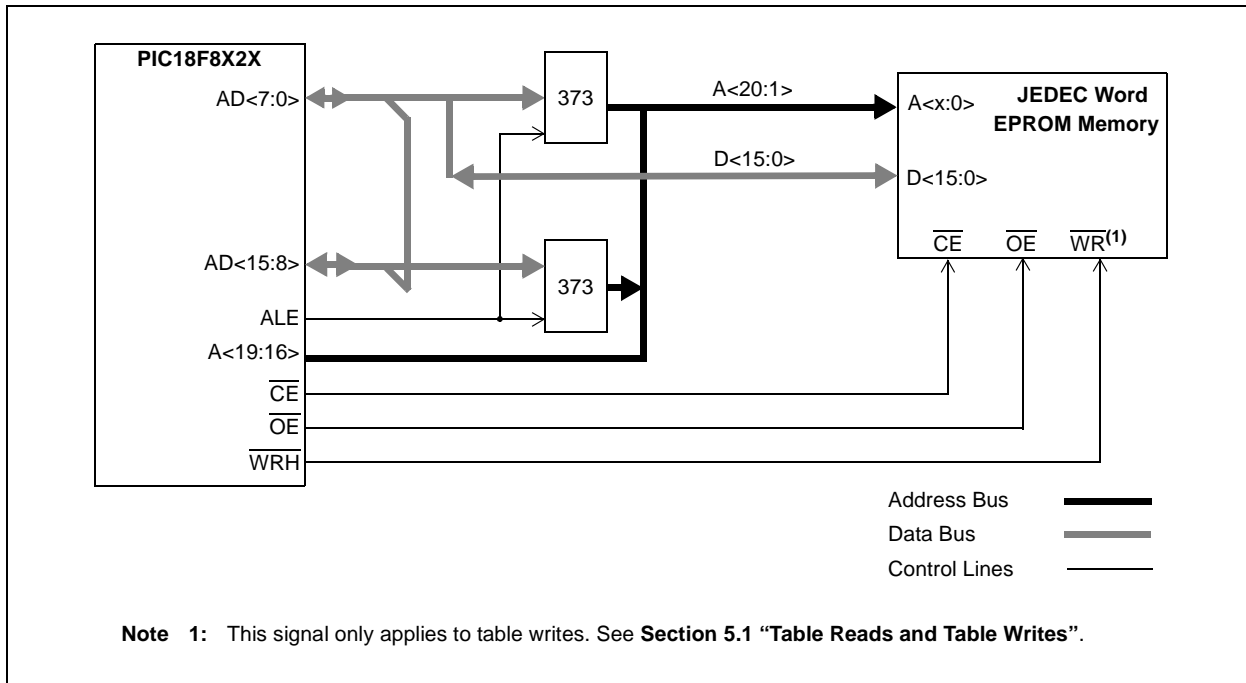 PIC18F8X2X
AD<7:0>
373
A<20:1>
A<x:0>
JEDEC Word
EPROM Memory
D<15:0>
D<15:0>
CE OE WR(1)
AD<15:8>
373
ALE
A<19:16>
CE
OE
WRH
Address Bus
Data Bus
Control Lines
Note 1: This signal only applies to table writes. See Section 5.1 “Table Reads and Table Writes”.